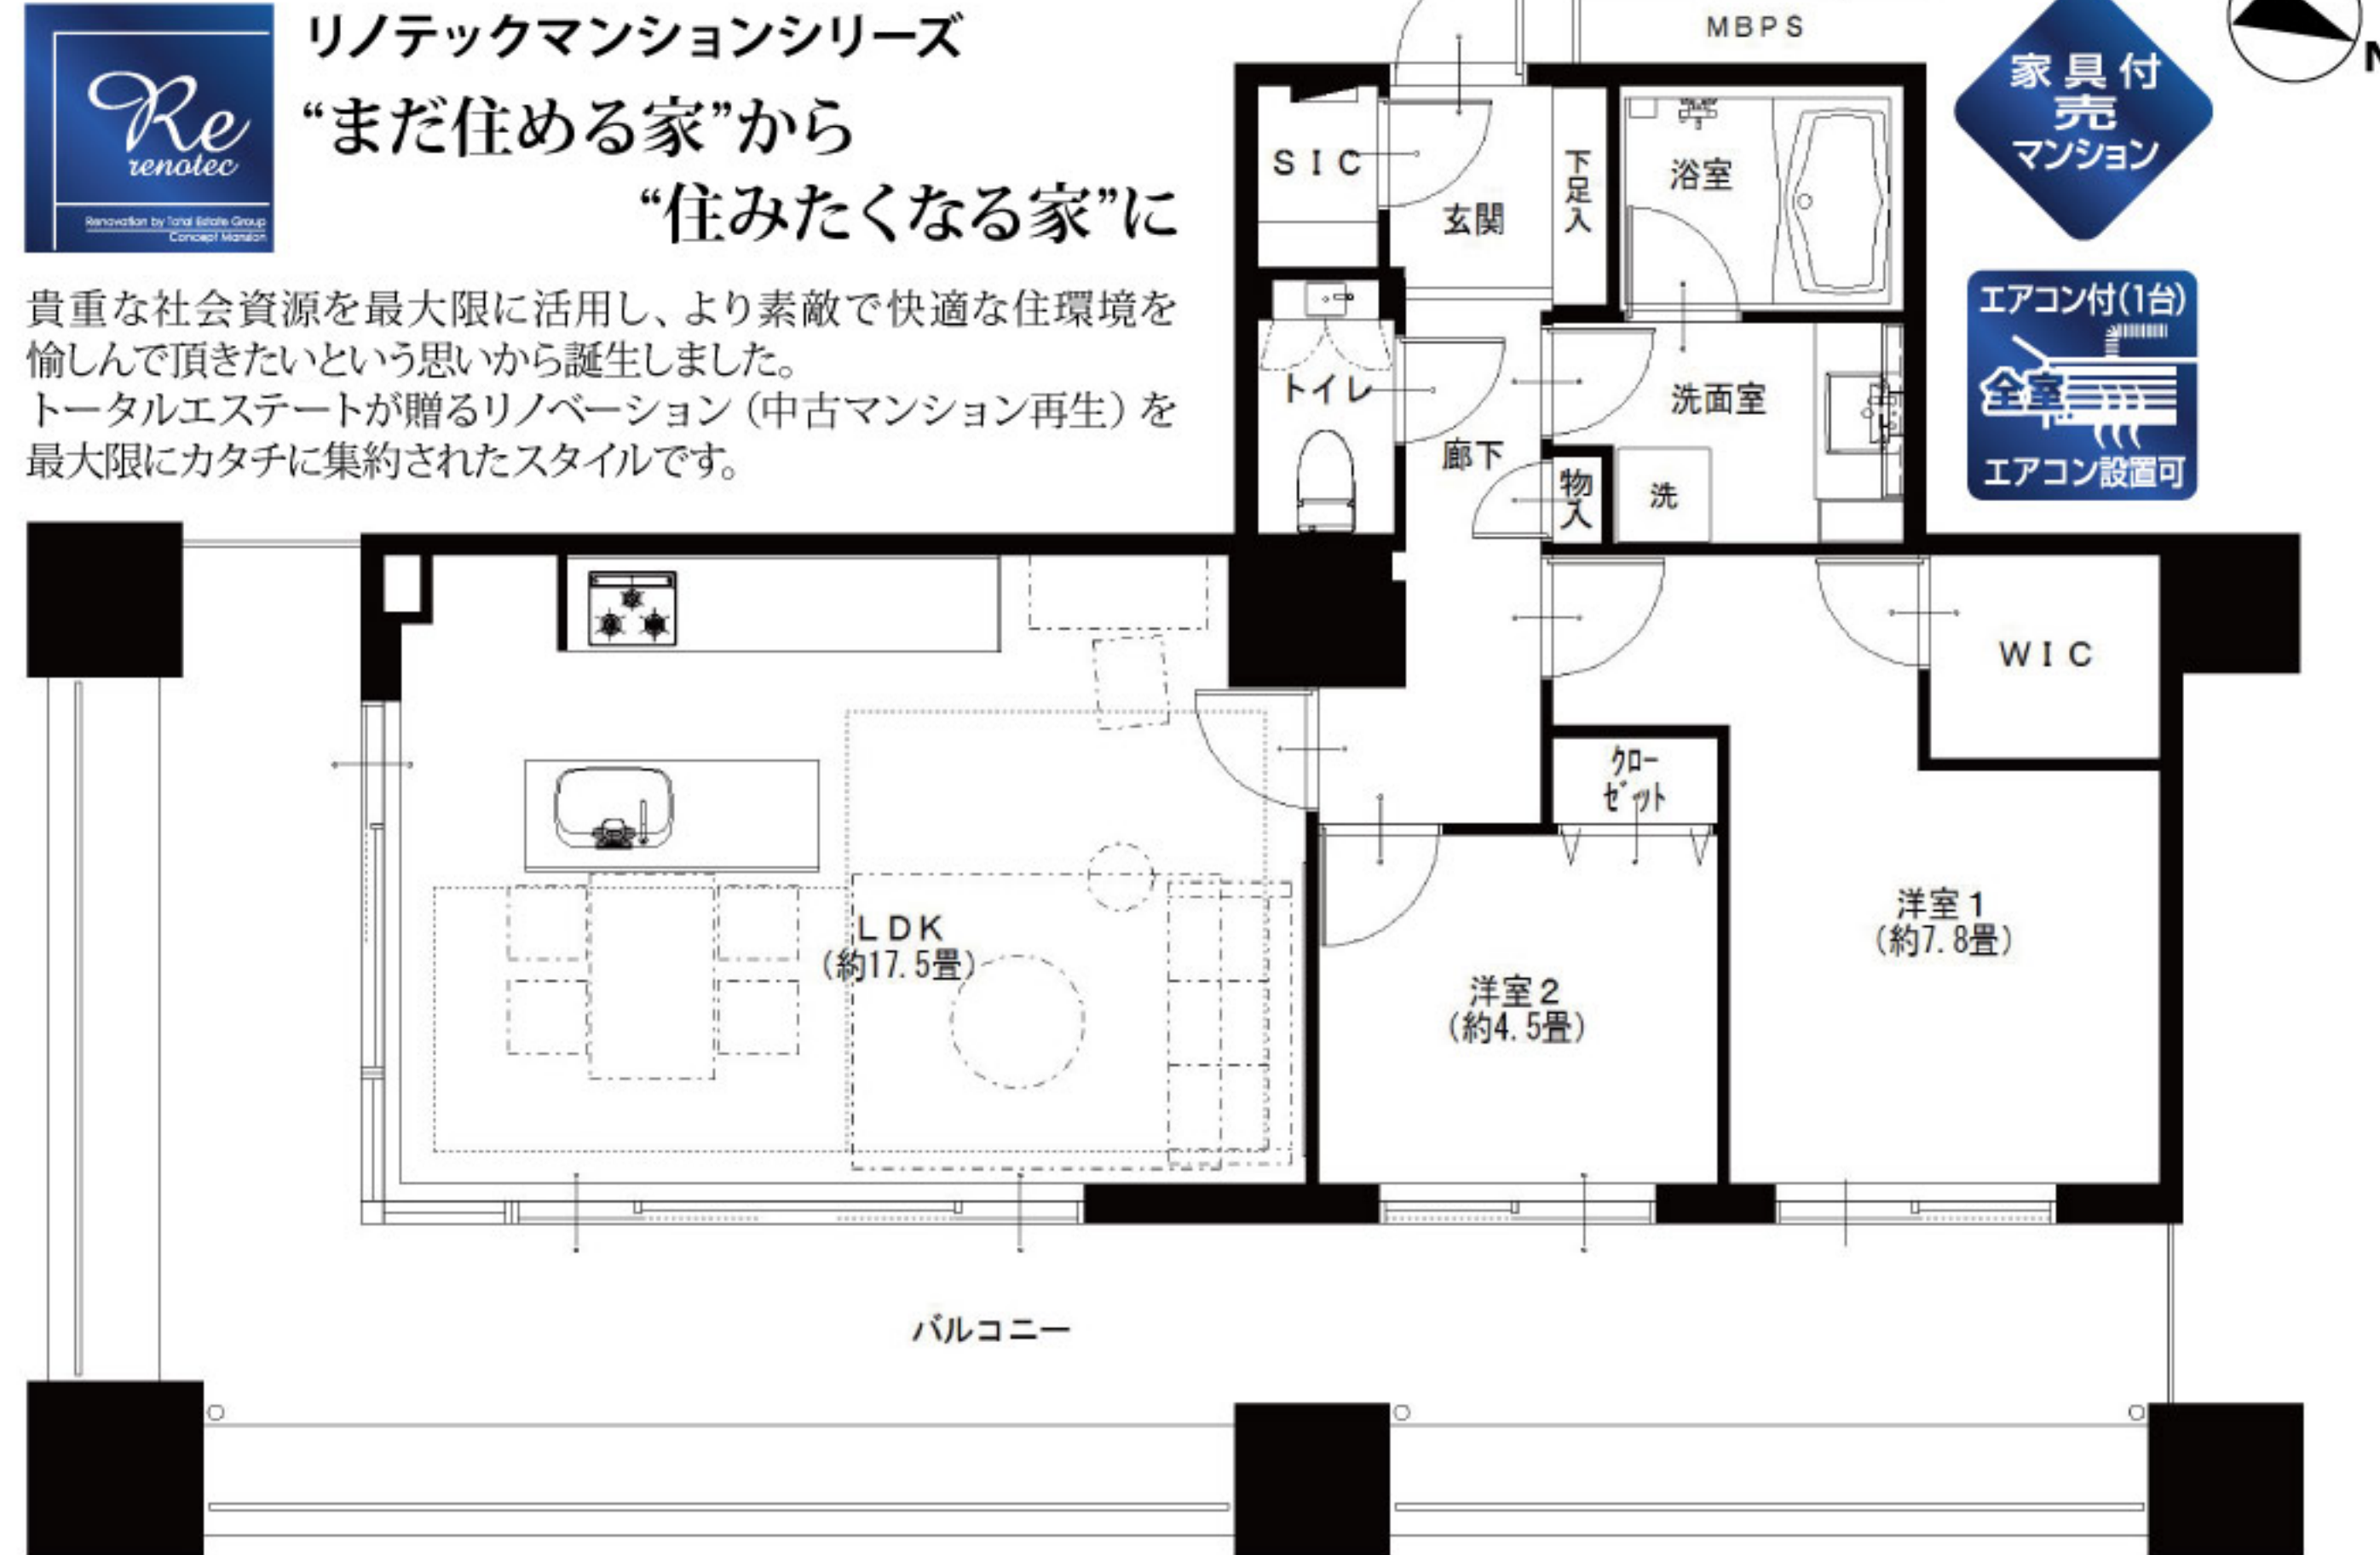 リノテックマンションシリーズ
“まだ住める家”から
“住みたくなる家”に
Re
renotec
Renovation by Total Estate Group
Concept Mansion
貴重な社会資源を最大限に活用し、より素敵で快適な住環境を
愉しんで頂きたいという思いから誕生しました。
トータルエステートが贈るリノベーション（中古マンション再生）を
最大限にカタチに集約されたスタイルです。
MBPS
N
家具付
売
マンション
エアコン付(1台)
全室
エアコン設置可
SIC
玄関
下足入
浴室
トイレ
廊下
洗面室
物入
洗
WIC
クローゼット
LDK
(約17.5畳)
洋室1
(約7.8畳)
洋室2
(約4.5畳)
バルコニー